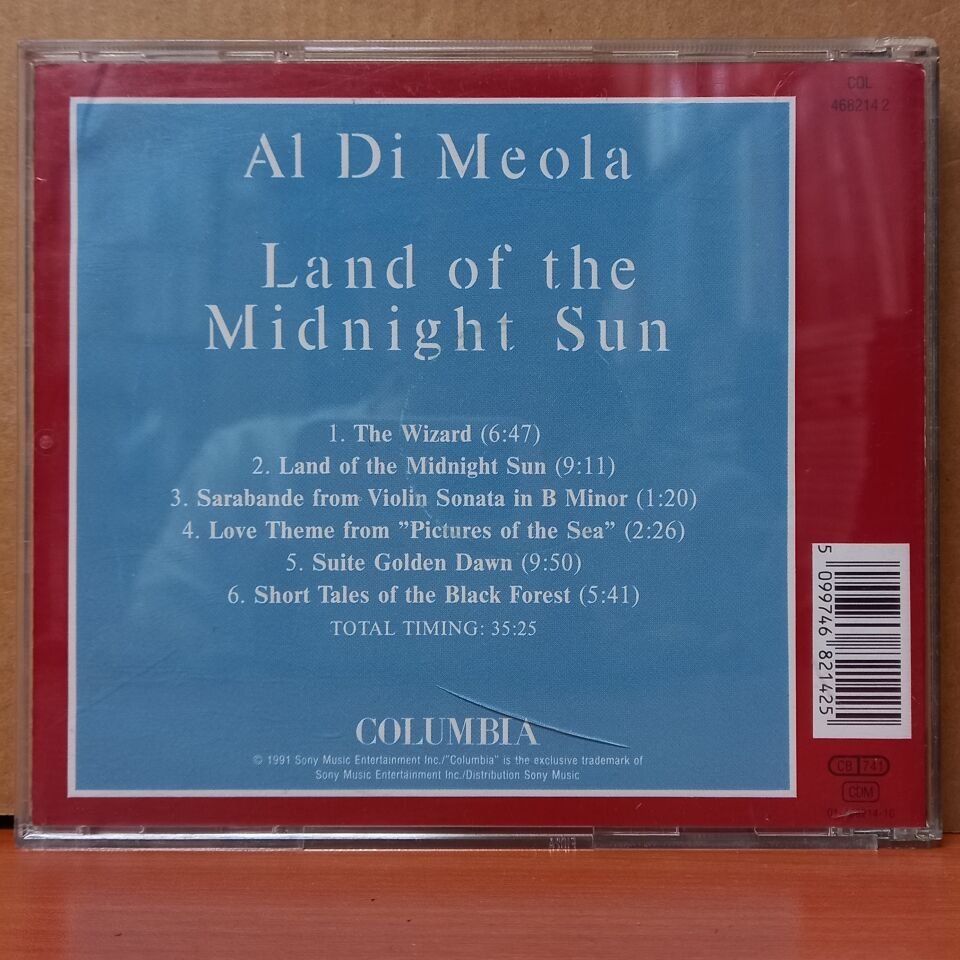 COL
468214 2
Al Di Meola
Land of the
Midnight Sun
1. The Wizard (6:47)
2. Land of the Midnight Sun (9:11)
3. Sarabande from Violin Sonata in B Minor (1:20)
4. Love Theme from ”Pictures of the Sea” (2:26)
5. Suite Golden Dawn (9:50)
6. Short Tales of the Black Forest (5:41)
TOTAL TIMING: 35:25
COLUMBIA
© 1991 Sony Music Entertainment Inc./"Columbia" is the exclusive trademark of
Sony Music Entertainment Inc./Distribution Sony Music
5 099746 821425
CB 741
CDM